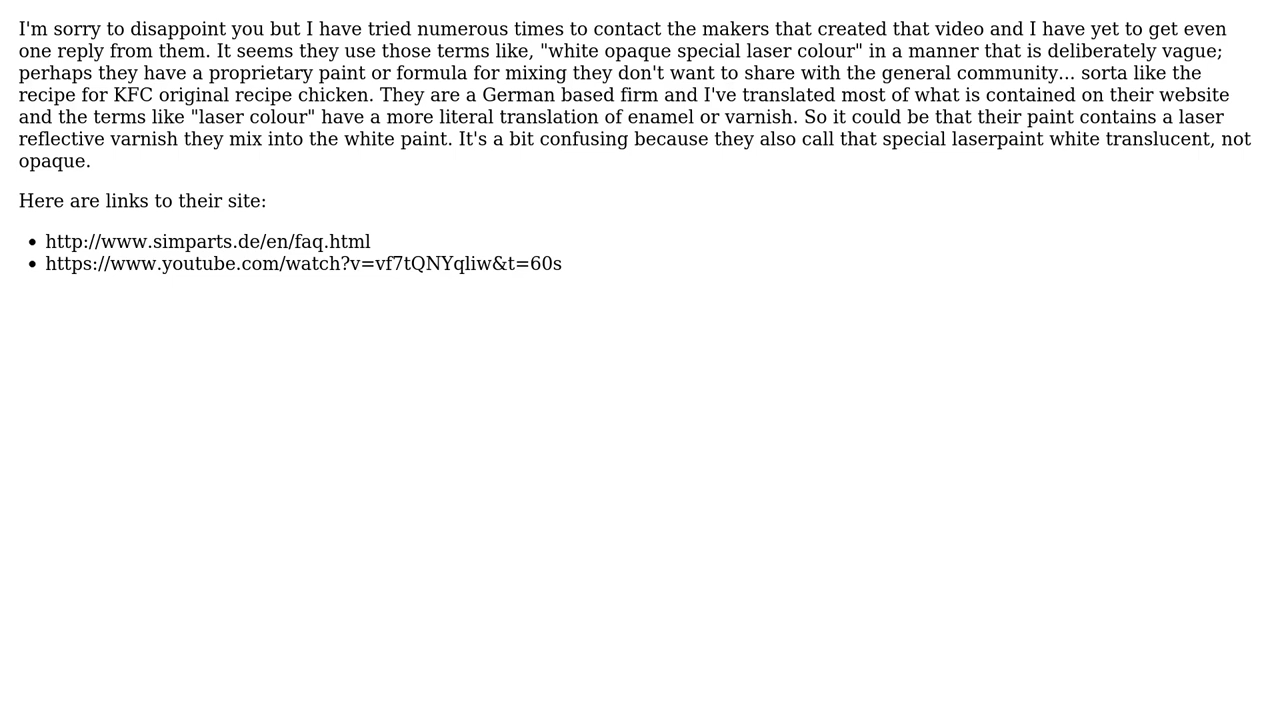 I'm sorry to disappoint you but I have tried numerous times to contact the makers that created that video and I have yet to get even
one reply from them. It seems they use those terms like, "white opaque special laser colour" in a manner that is deliberately vague;
perhaps they have a proprietary paint or formula for mixing they don't want to share with the general community... sorta like the
recipe for KFC original recipe chicken. They are a German based firm and I've translated most of what is contained on their website
and the terms like "laser colour" have a more literal translation of enamel or varnish. So it could be that their paint contains a laser
reflective varnish they mix into the white paint. It's a bit confusing because they also call that special laserpaint white translucent, not
opaque.
Here are links to their site:
• http://www.simparts.de/en/faq.html
• https://www.youtube.com/watch?v=vf7tQNYqliw&t=60s